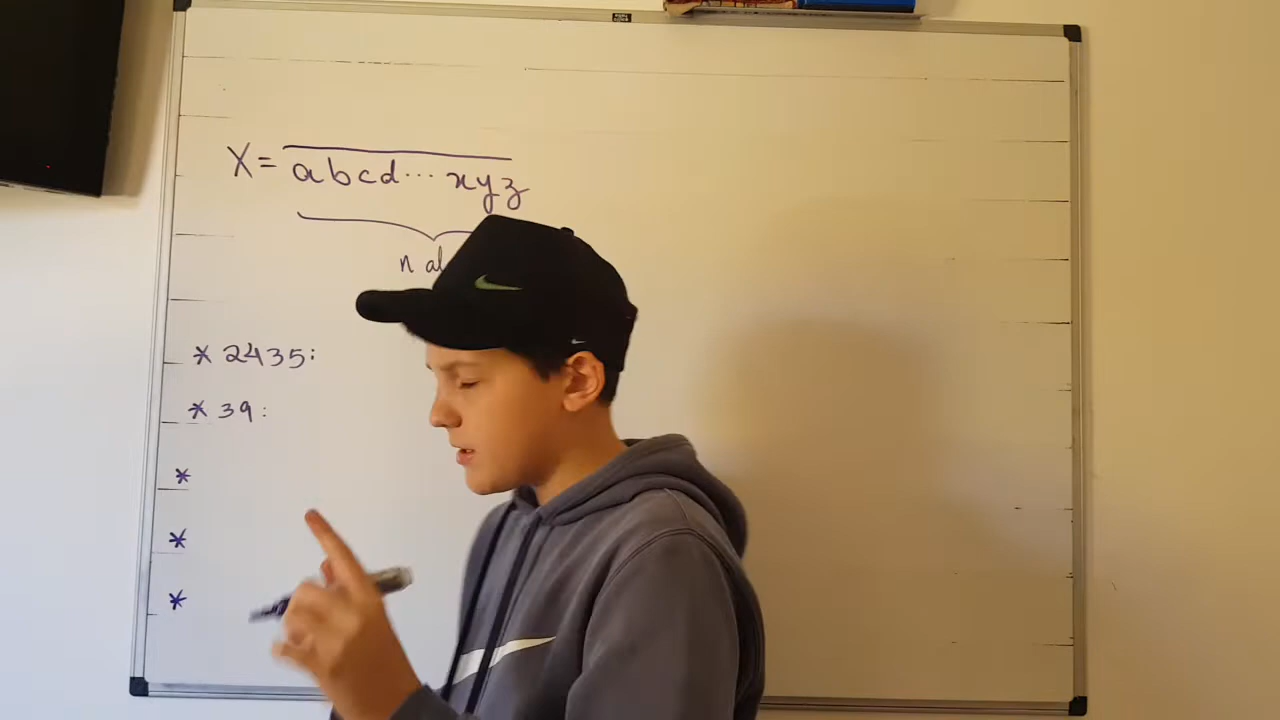 X = abcd... xyz
n
* 2435:
* 39:
*
*
*